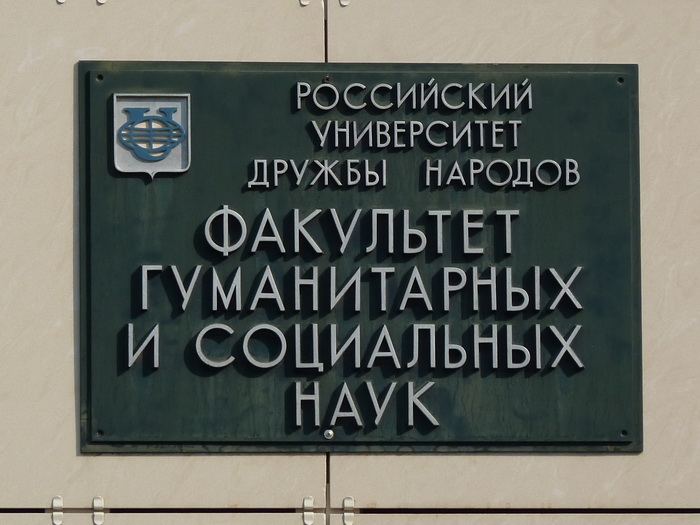 РОССИЙСКИЙ
УНИВЕРСИТЕТ
ДРУЖБЫ НАРОДОВ
ФАКУЛЬТЕТ
ГУМАНИТАРНЫХ
И СОЦИАЛЬНЫХ
НАУК